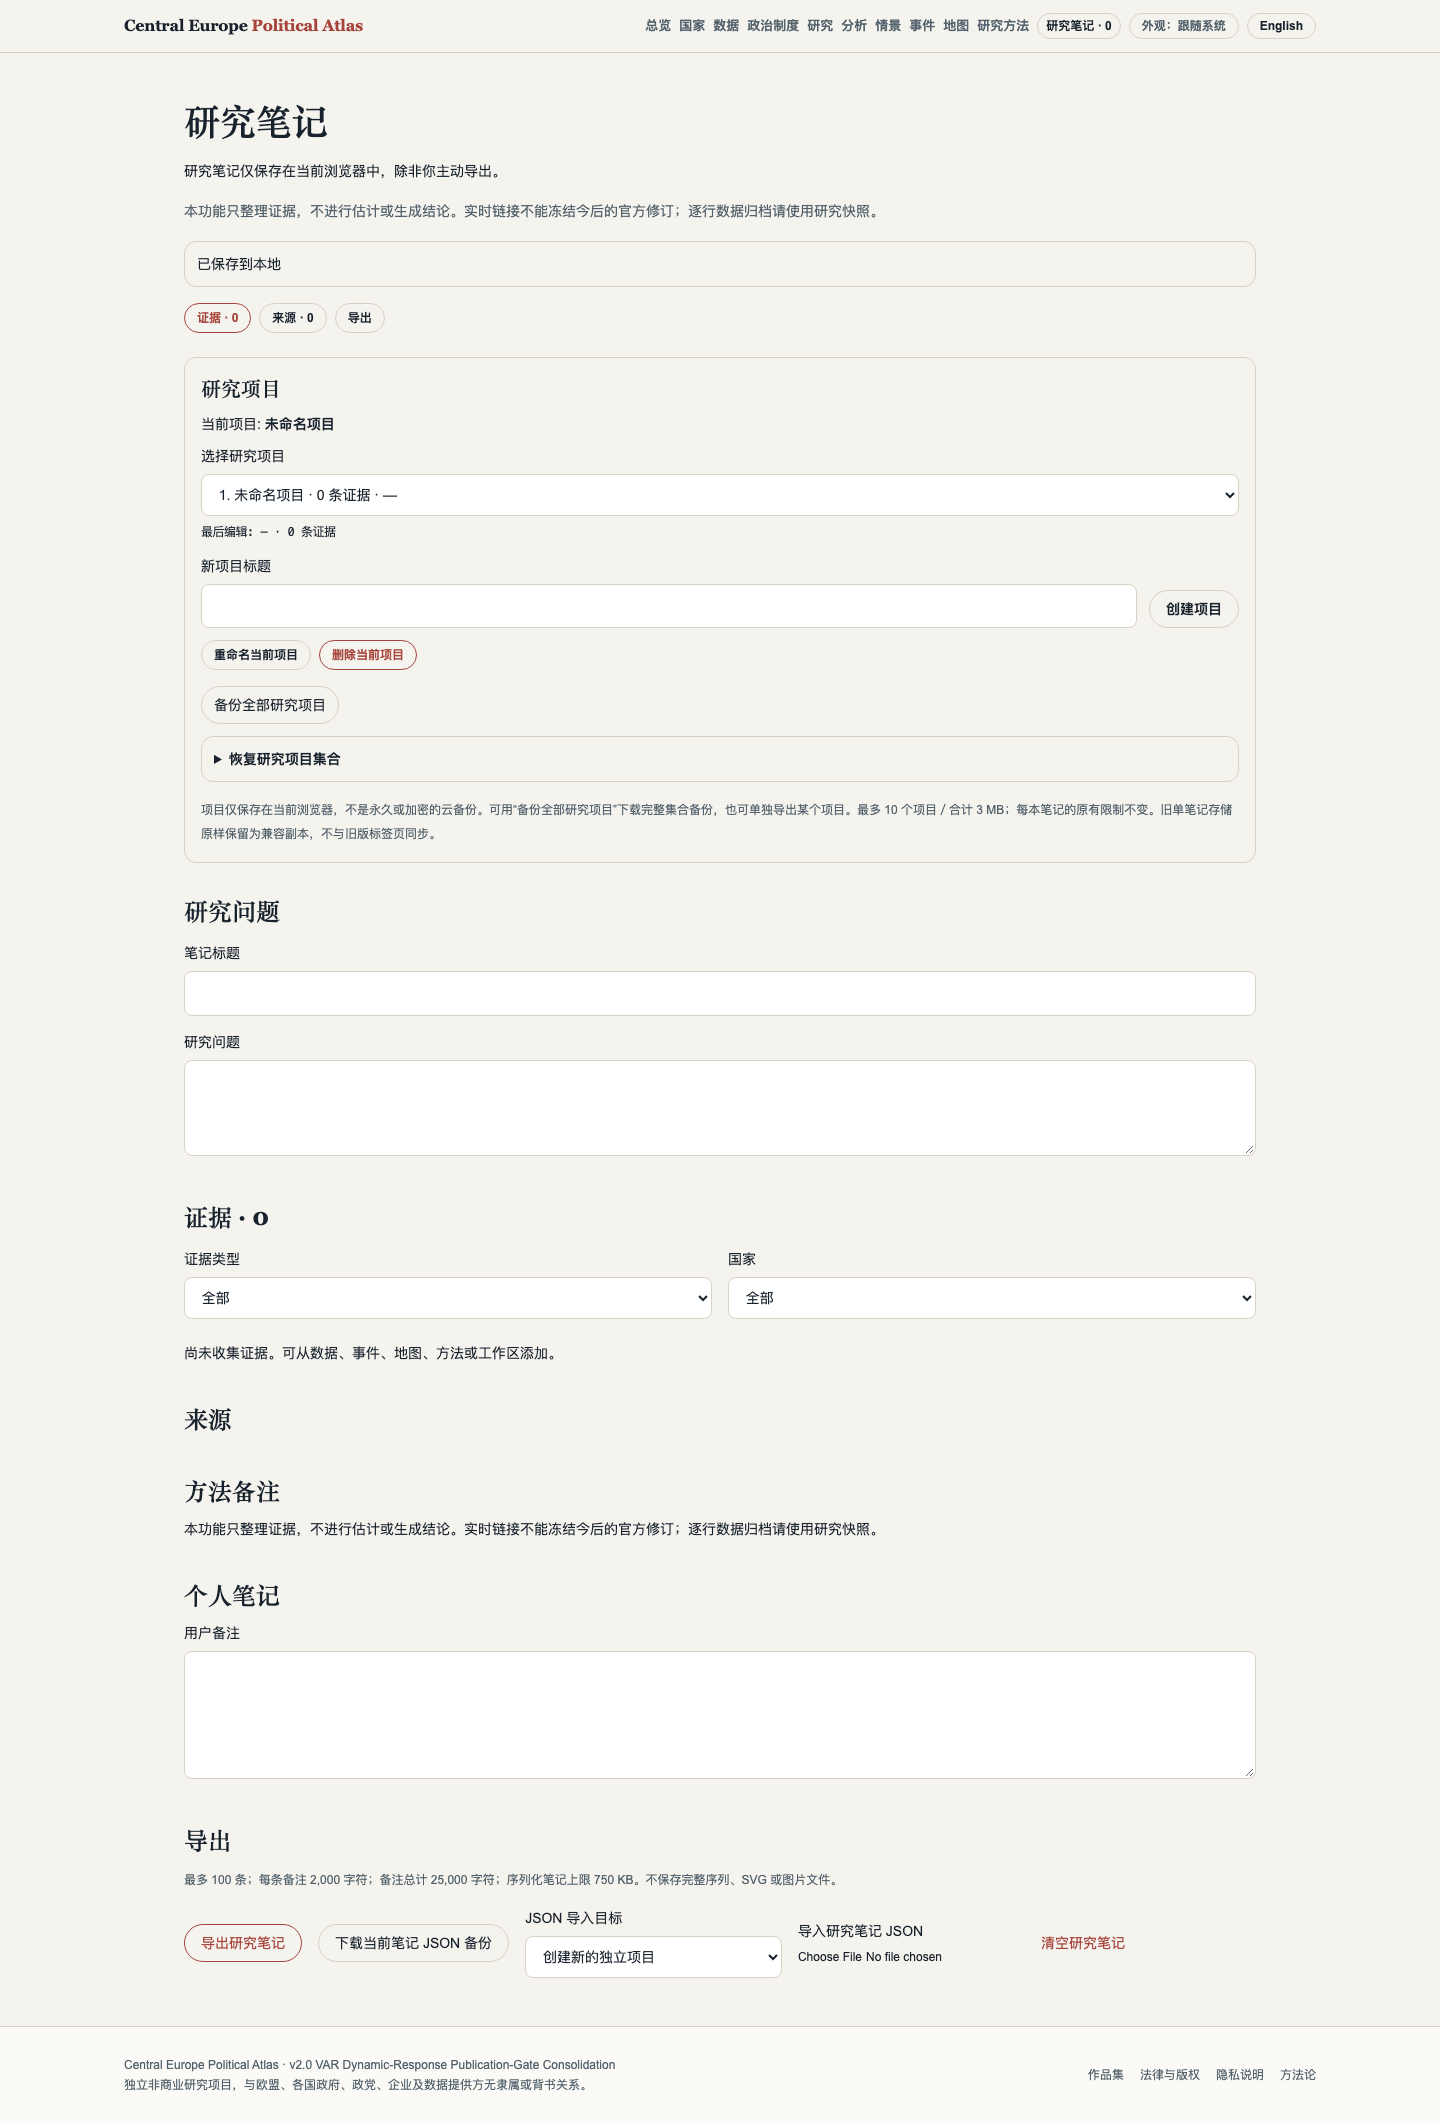 Central Europe Political Atlas
总览 国家 数据 政治制度 研究 分析 情景 事件 地图 研究方法 研究笔记 · 0 外观：跟随系统 English
研究笔记
研究笔记仅保存在当前浏览器中，除非你主动导出。
本功能只整理证据，不进行估计或生成结论。实时链接不能冻结今后的官方修订；逐行数据归档请使用研究快照。
已保存到本地
证据 · 0 来源 · 0 导出
研究项目
当前项目: 未命名项目
选择研究项目
1. 未命名项目 · 0 条证据 · —
最后编辑: — · 0 条证据
新项目标题
创建项目
重命名当前项目 删除当前项目
备份全部研究项目
恢复研究项目集合
项目仅保存在当前浏览器，不是永久或加密的云备份。可用“备份全部研究项目”下载完整集合备份，也可单独导出某个项目。最多 10 个项目 / 合计 3 MB；每本笔记的原有限制不变。旧单笔记存储
原样保留为兼容副本，不与旧版标签页同步。
研究问题
笔记标题
研究问题
证据 · 0
证据类型 国家
全部 全部
尚未收集证据。可从数据、事件、地图、方法或工作区添加。
来源
方法备注
本功能只整理证据，不进行估计或生成结论。实时链接不能冻结今后的官方修订；逐行数据归档请使用研究快照。
个人笔记
用户备注
导出
最多 100 条；每条备注 2,000 字符；备注总计 25,000 字符；序列化笔记上限 750 KB。不保存完整序列、SVG 或图片文件。
JSON 导入目标
导入研究笔记 JSON
导出研究笔记 下载当前笔记 JSON 备份 创建新的独立项目 Choose File No file chosen 清空研究笔记
Central Europe Political Atlas · v2.0 VAR Dynamic-Response Publication-Gate Consolidation
独立非商业研究项目，与欧盟、各国政府、政党、企业及数据提供方无隶属或背书关系。
作品集 法律与版权 隐私说明 方法论